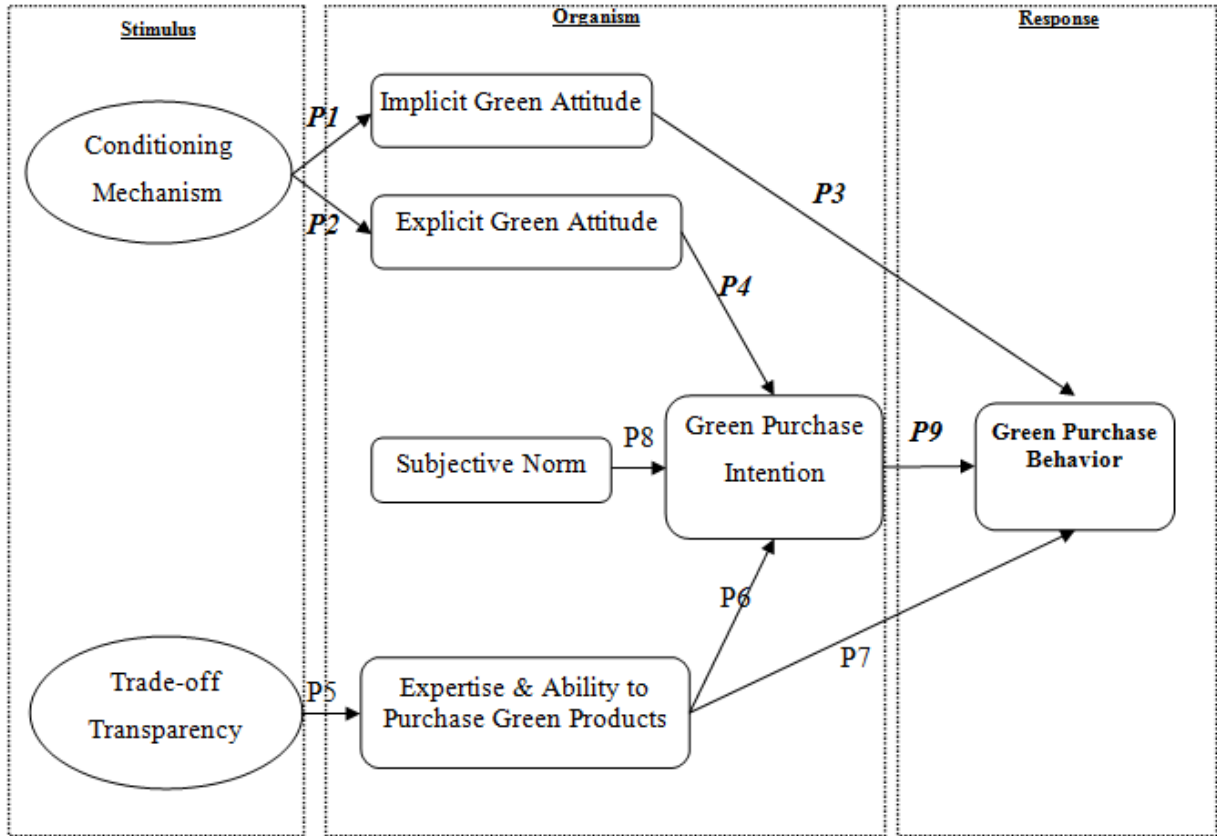 Stimulus
Organism
Response
Conditioning
Mechanism
P1
P2
Implicit Green Attitude
Explicit Green Attitude
P3
P4
Subjective Norm
P8
Green Purchase
Intention
P9
Green Purchase
Behavior
P6
P7
Trade-off
Transparency
P5
Expertise & Ability to
Purchase Green Products